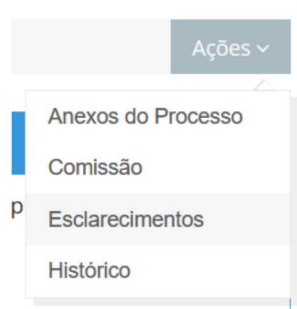 Ações
Anexos do Processo
Comissão
p
Esclarecimentos
Histórico